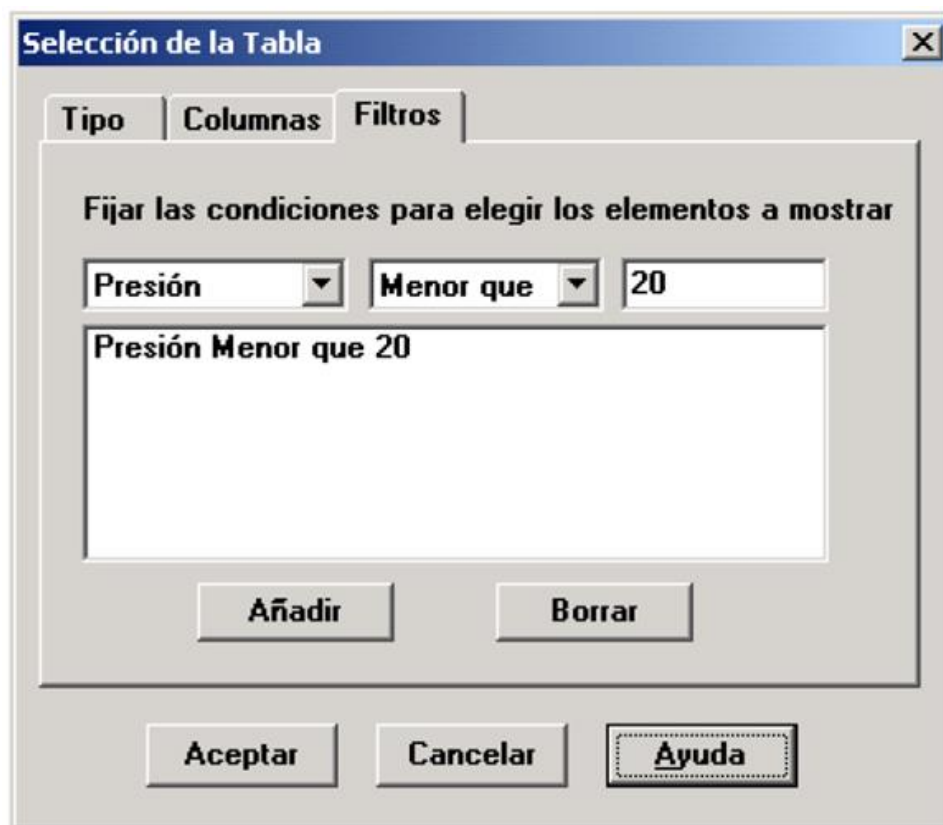 Selección de la Tabla
Tipo Columnas Filtros
Fijar las condiciones para elegir los elementos a mostrar
Presión Menor que 20
Presión Menor que 20
Añadir Borrar
Aceptar Cancelar Ayuda